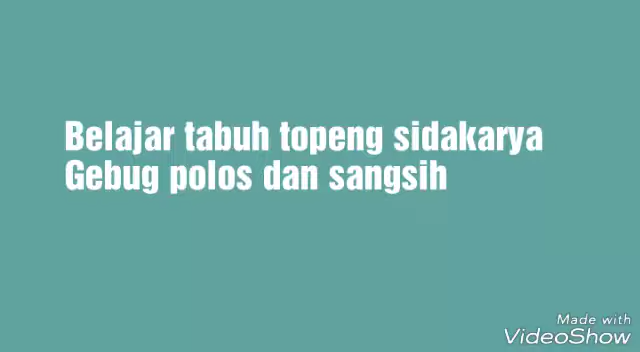 Belajar tabuh topeng sidakarya
Gebug polos dan sangsih
Made with
VideoShow